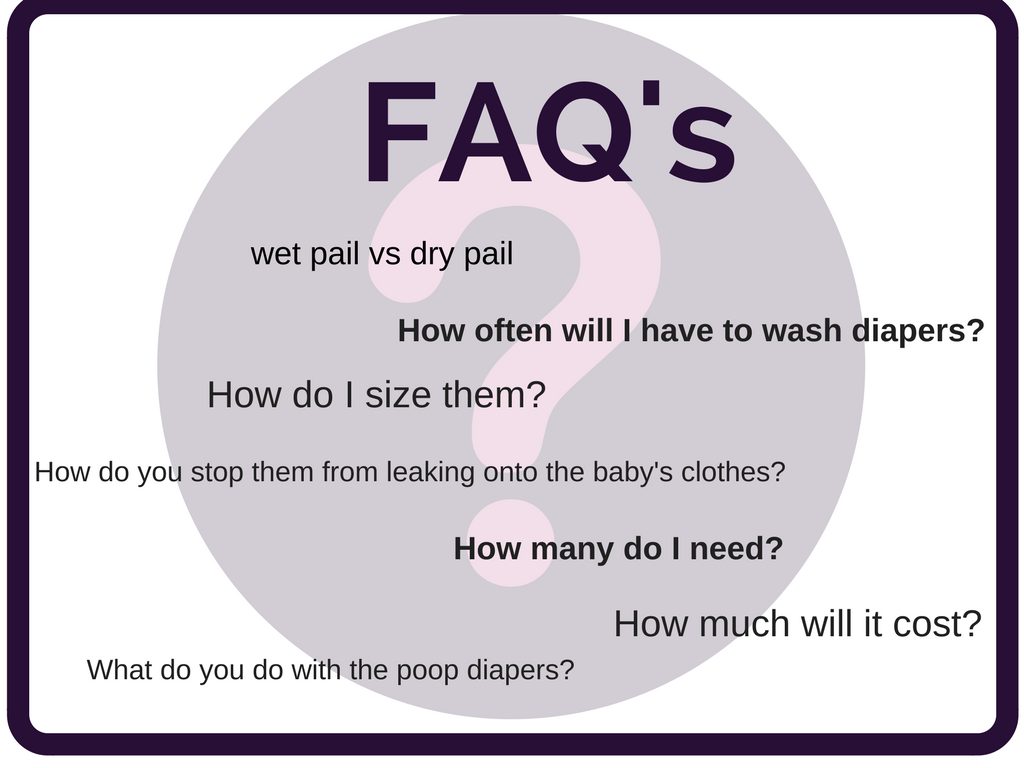 FAQ's
wet pail vs dry pail
How often will I have to wash diapers?
How do I size them?
How do you stop them from leaking onto the baby's clothes?
How many do I need?
How much will it cost?
What do you do with the poop diapers?